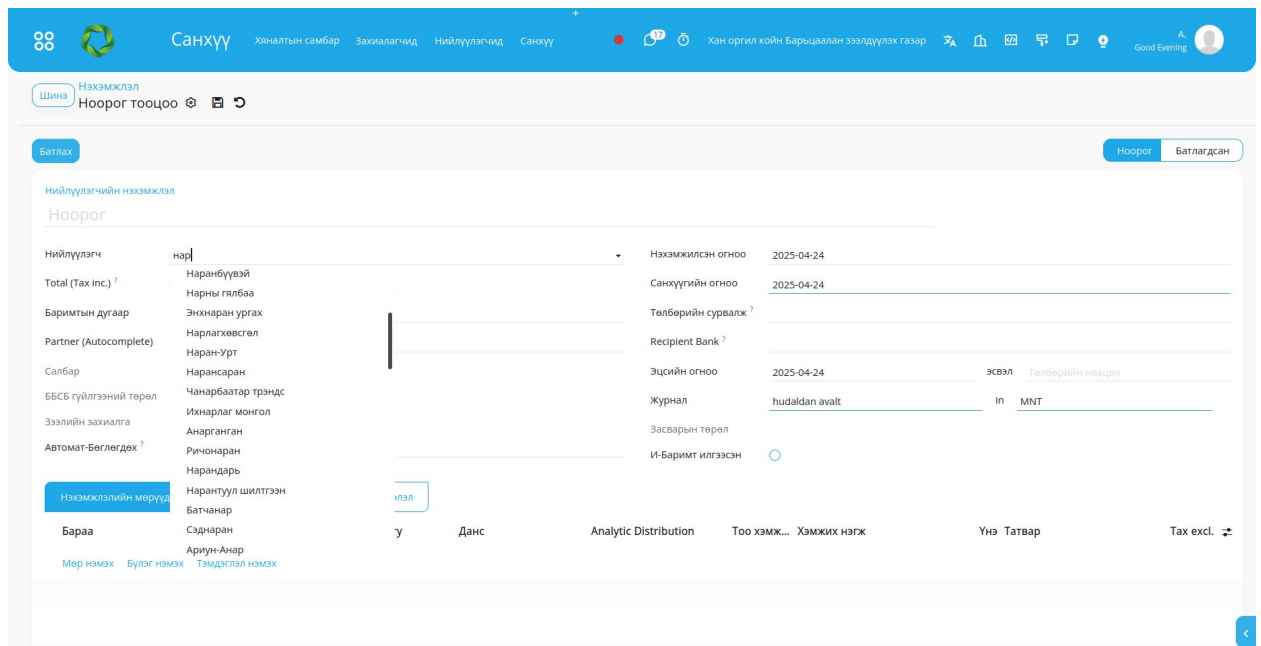 +
Санхүү Хяналтын самбар Захиалагчид Нийлүүлэгчид Санхүү 17 Хан оргил койн Барьцаалан зээлдүүлэх газар A.
Good Evening
Шинэ Нэхэмжлэл
Ноорог тооцоо
Батлах Ноорог Батлагдсан
Нийлүүлэгчийн нэхэмжлэл
Ноорог
Нийлүүлэгч нар Нэхэмжилсэн огноо 2025-04-24
Наранбүүвэй
Total (Tax inc.) ? Нарны гялбаа Санхүүгийн огноо 2025-04-24
Баримтын дугаар Энхнаран ургах Төлбөрийн сурвалж ?
Нарлагхөвсгөл
Partner (Autocomplete) Наран-Урт Recipient Bank ?
Салбар Нарансаран Эцсийн огноо 2025-04-24 эсвэл Төлбөрийн нөхцөл
ББСБ гүйлгээний төрөл Чанарбаатар трэндс Журнал hudaldan avalt in MNT
Ихнарлаг монгол
Зээлийн захиалга Анарганган Засварын төрөл
Автомат-Бөглөгдөх ? Ричонаран И-Баримт илгээсэн
Нарандарь
Нэхэмжлэлийн мөрүүд Нарантуул шилтгээн
Батчанар
Бараа Сэднаран Данс Analytic Distribution Тоо хэмж... Хэмжих нэгж Үнэ Татвар Tax excl.
Ариун-Анар
Мөр нэмэх Бүлэг нэмэх Тэмдэглэл нэмэх